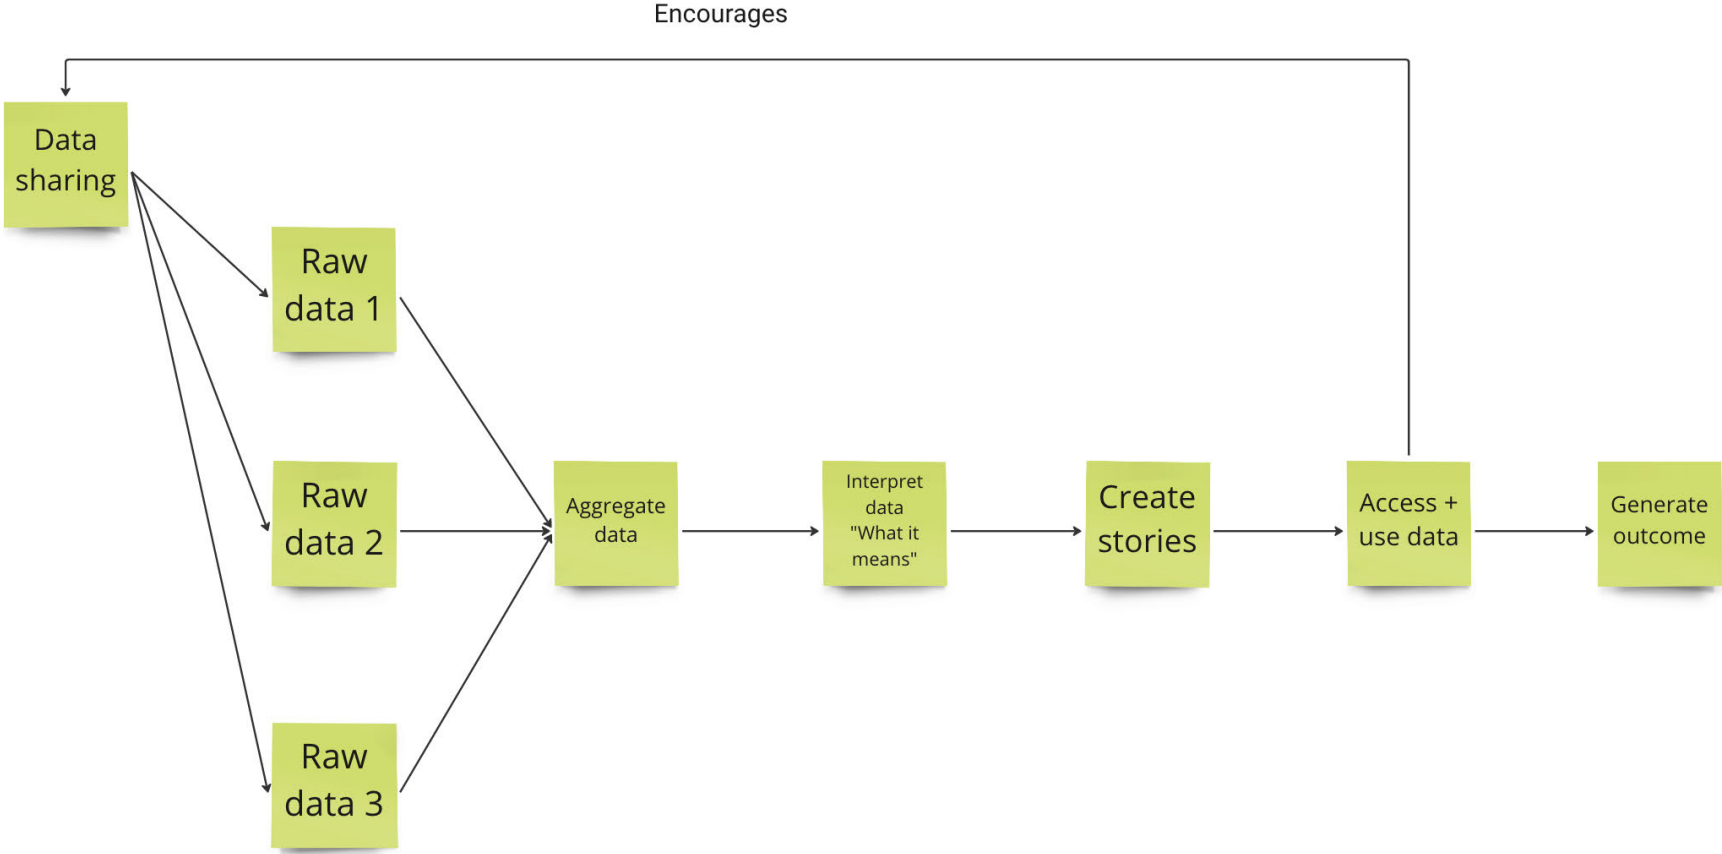 Encourages
Data
sharing
Raw
data 1
Raw
data 2
Raw
data 3
Aggregate
data
Interpret
data
"What it
means"
Create
stories
Access +
use data
Generate
outcome